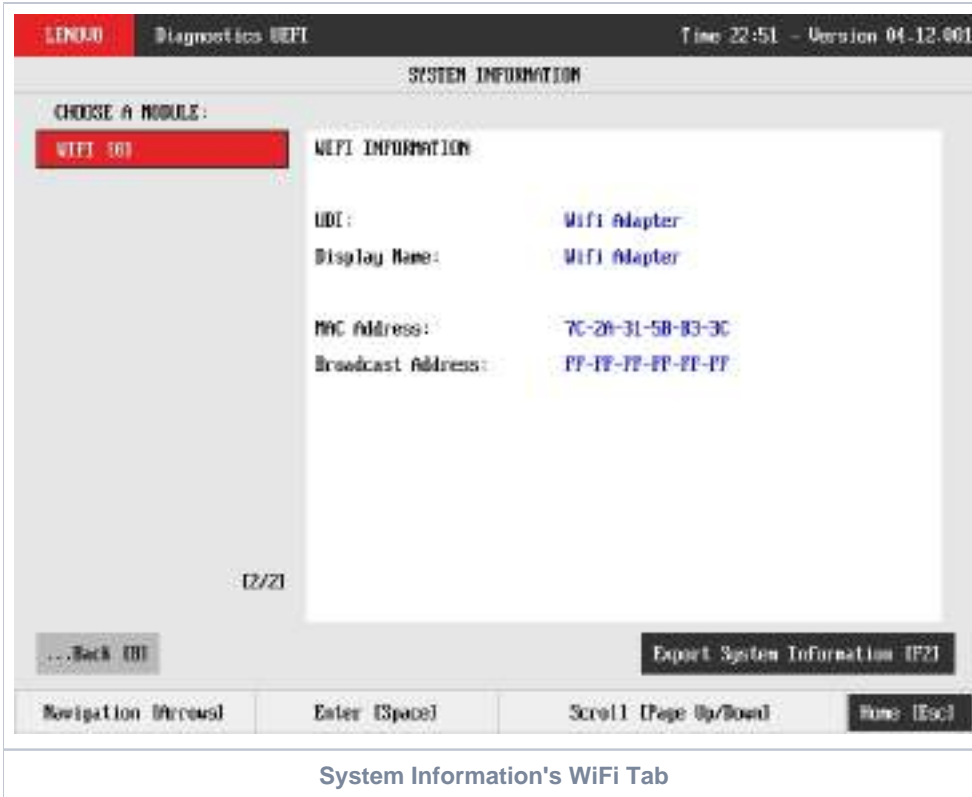 LENOVO Diagnostics UEFI Time 22:51 - Version 04.12.001
SYSTEM INFORMATION
CHOOSE A MODULE:
WIFI
WIFI INFORMATION
UDI: Wifi Adapter
Display Name: Wifi Adapter
MAC Address: 7C-2A-31-5B-83-3C
Broadcast Address: FF-FF-FF-FF-FF-FF
[2/2]
...Back Export System Information [F2]
Navigation [Arrows] Enter [Space] Scroll [Page Up/Down] Home [Esc]
System Information's WiFi Tab